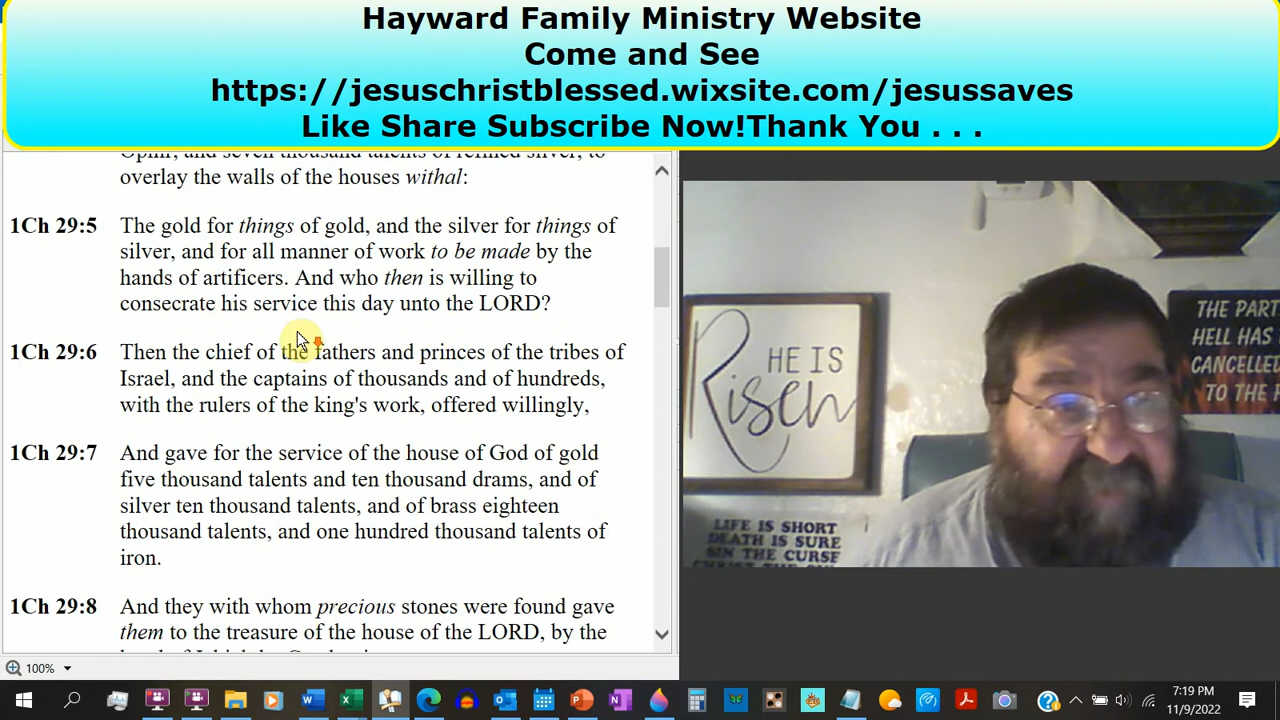 Hayward Family Ministry Website
Come and See
https://jesuschristblessed.wixsite.com/jesussaves
Like Share Subscribe Now!Thank You . . .
Ophir, and seven thousand talents of refined silver, to
overlay the walls of the houses withal:
1Ch 29:5 The gold for things of gold, and the silver for things of
silver, and for all manner of work to be made by the
hands of artificers. And who then is willing to
consecrate his service this day unto the LORD?
1Ch 29:6 Then the chief of the fathers and princes of the tribes of
Israel, and the captains of thousands and of hundreds,
with the rulers of the king's work, offered willingly,
1Ch 29:7 And gave for the service of the house of God of gold
five thousand talents and ten thousand drams, and of
silver ten thousand talents, and of brass eighteen
thousand talents, and one hundred thousand talents of
iron.
1Ch 29:8 And they with whom precious stones were found gave
them to the treasure of the house of the LORD, by the
HE IS
Risen
THE PART
HELL HAS
CANCELLED
TO THE
LIFE IS SHORT
DEATH IS SURE
SIN THE CURSE
100%
7:19 PM
11/9/2022